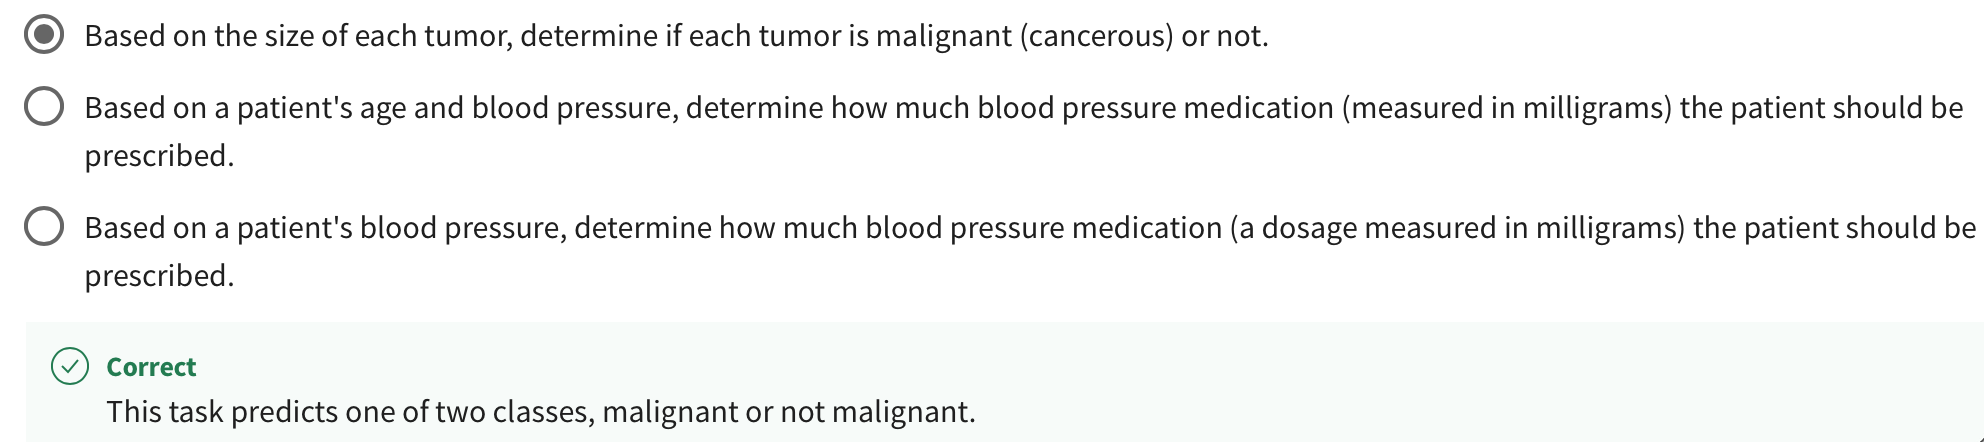 Based on the size of each tumor, determine if each tumor is malignant (cancerous) or not.
Based on a patient's age and blood pressure, determine how much blood pressure medication (measured in milligrams) the patient should be
prescribed.
Based on a patient's blood pressure, determine how much blood pressure medication (a dosage measured in milligrams) the patient should be
prescribed.
Correct
This task predicts one of two classes, malignant or not malignant.